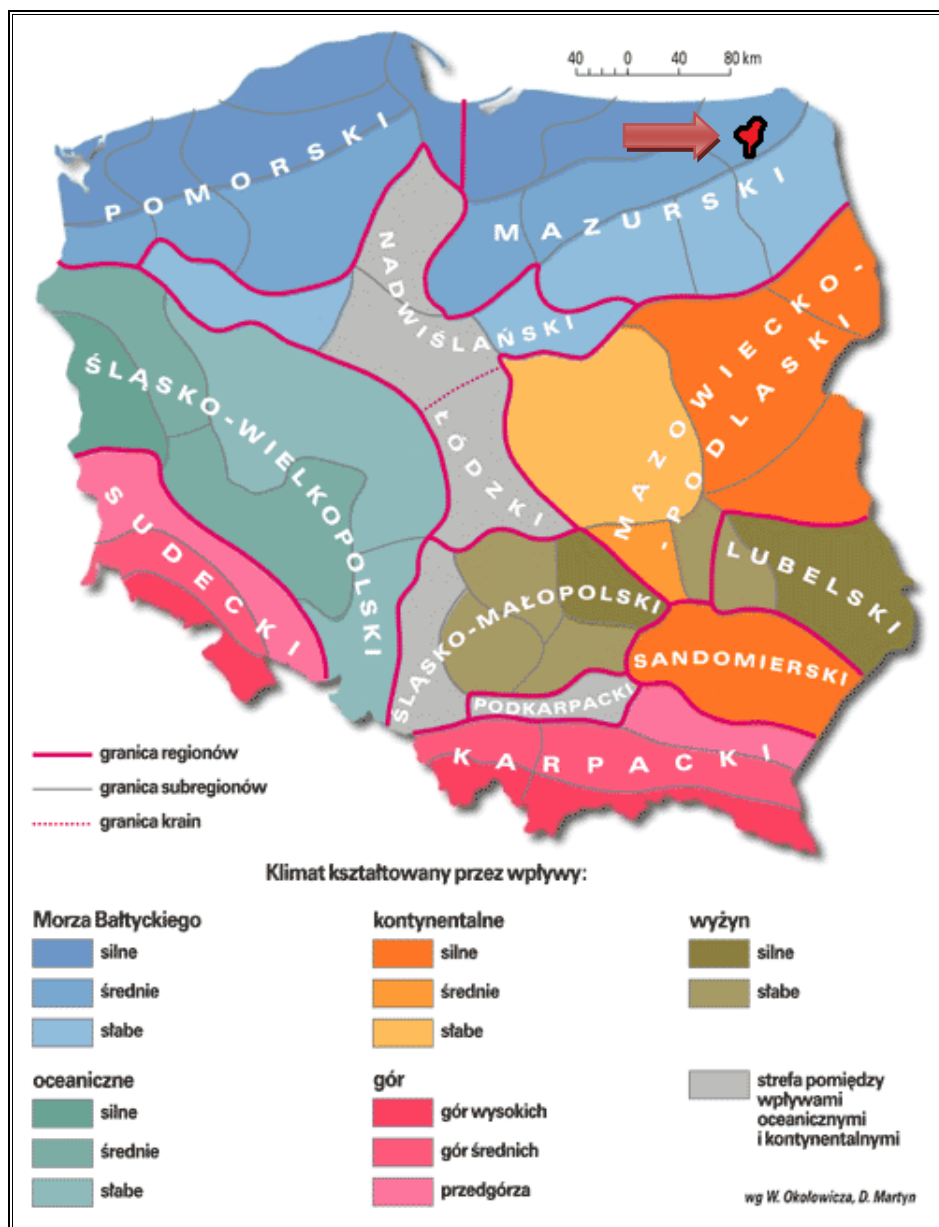 40 0 40 80 km
POMORSKI
MAZURSKI
NADWIŚLAŃSKI
MAZOWIECKO-
-PODLASKI
ŚLĄSKO-WIELKOPOLSKI
ŁÓDZKI
SUDECKI
LUBELSKI
ŚLĄSKO-MAŁOPOLSKI
SANDOMIERSKI
PODKARPACKI
KARPACKI
granica regionów
granica subregionów
granica krain
Klimat kształtowany przez wpływy:
Morza Bałtyckiego
silne
średnie
słabe
kontynentalne
silne
średnie
słabe
wyżyn
silne
słabe
oceaniczne
silne
średnie
słabe
gór
gór wysokich
gór średnich
przedgórza
strefa pomiędzy
wpływami
oceanicznymi
i kontynentalnymi
wg W. Okołowicza, D. Martyn